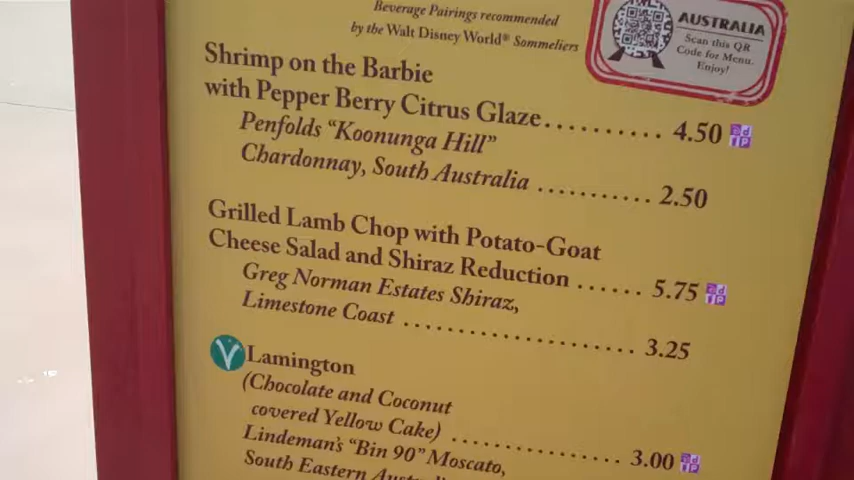 Beverage Pairings recommended
by the Walt Disney World® Sommeliers
AUSTRALIA
Scan this QR
Code for Menu.
Enjoy!
Shrimp on the Barbie
with Pepper Berry Citrus Glaze.......... 4.50
Penfolds “Koonunga Hill”
Chardonnay, South Australia ........... 2.50
Grilled Lamb Chop with Potato-Goat
Cheese Salad and Shiraz Reduction ...... 5.75
Greg Norman Estates Shiraz,
Limestone Coast ...................... 3.25
Lamington
(Chocolate and Coconut
covered Yellow Cake) ................ 3.00
Lindeman's “Bin 90” Moscato,
South Eastern